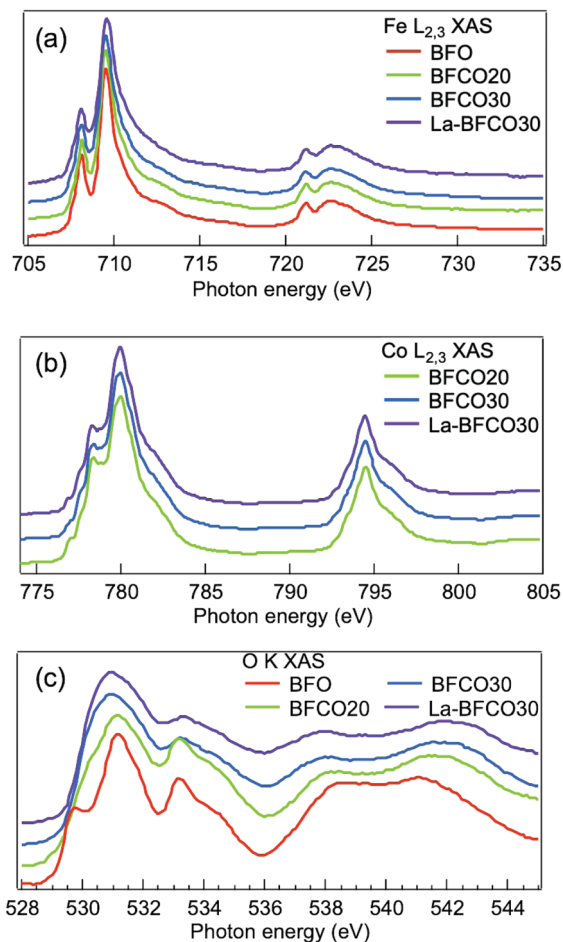 (a)
Fe L2,3 XAS
BFO
BFCO20
BFCO30
La-BFCO30
705 710 715 720 725 730 735
Photon energy (eV)
(b)
Co L2,3 XAS
BFCO20
BFCO30
La-BFCO30
775 780 785 790 795 800 805
Photon energy (eV)
(c)
O K XAS
BFO BFCO30
BFCO20 La-BFCO30
528 530 532 534 536 538 540 542 544
Photon energy (eV)